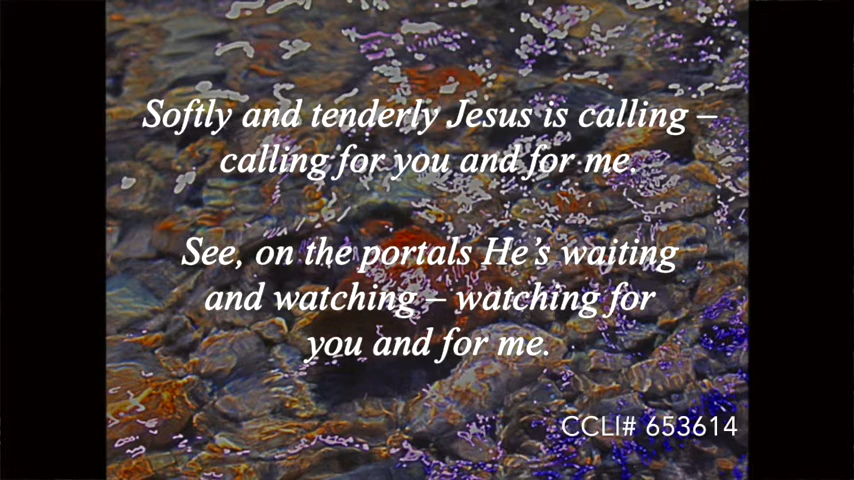 Softly and tenderly Jesus is calling –
calling for you and for me.
See, on the portals He's waiting
and watching – watching for
you and for me.
CCLI# 653614